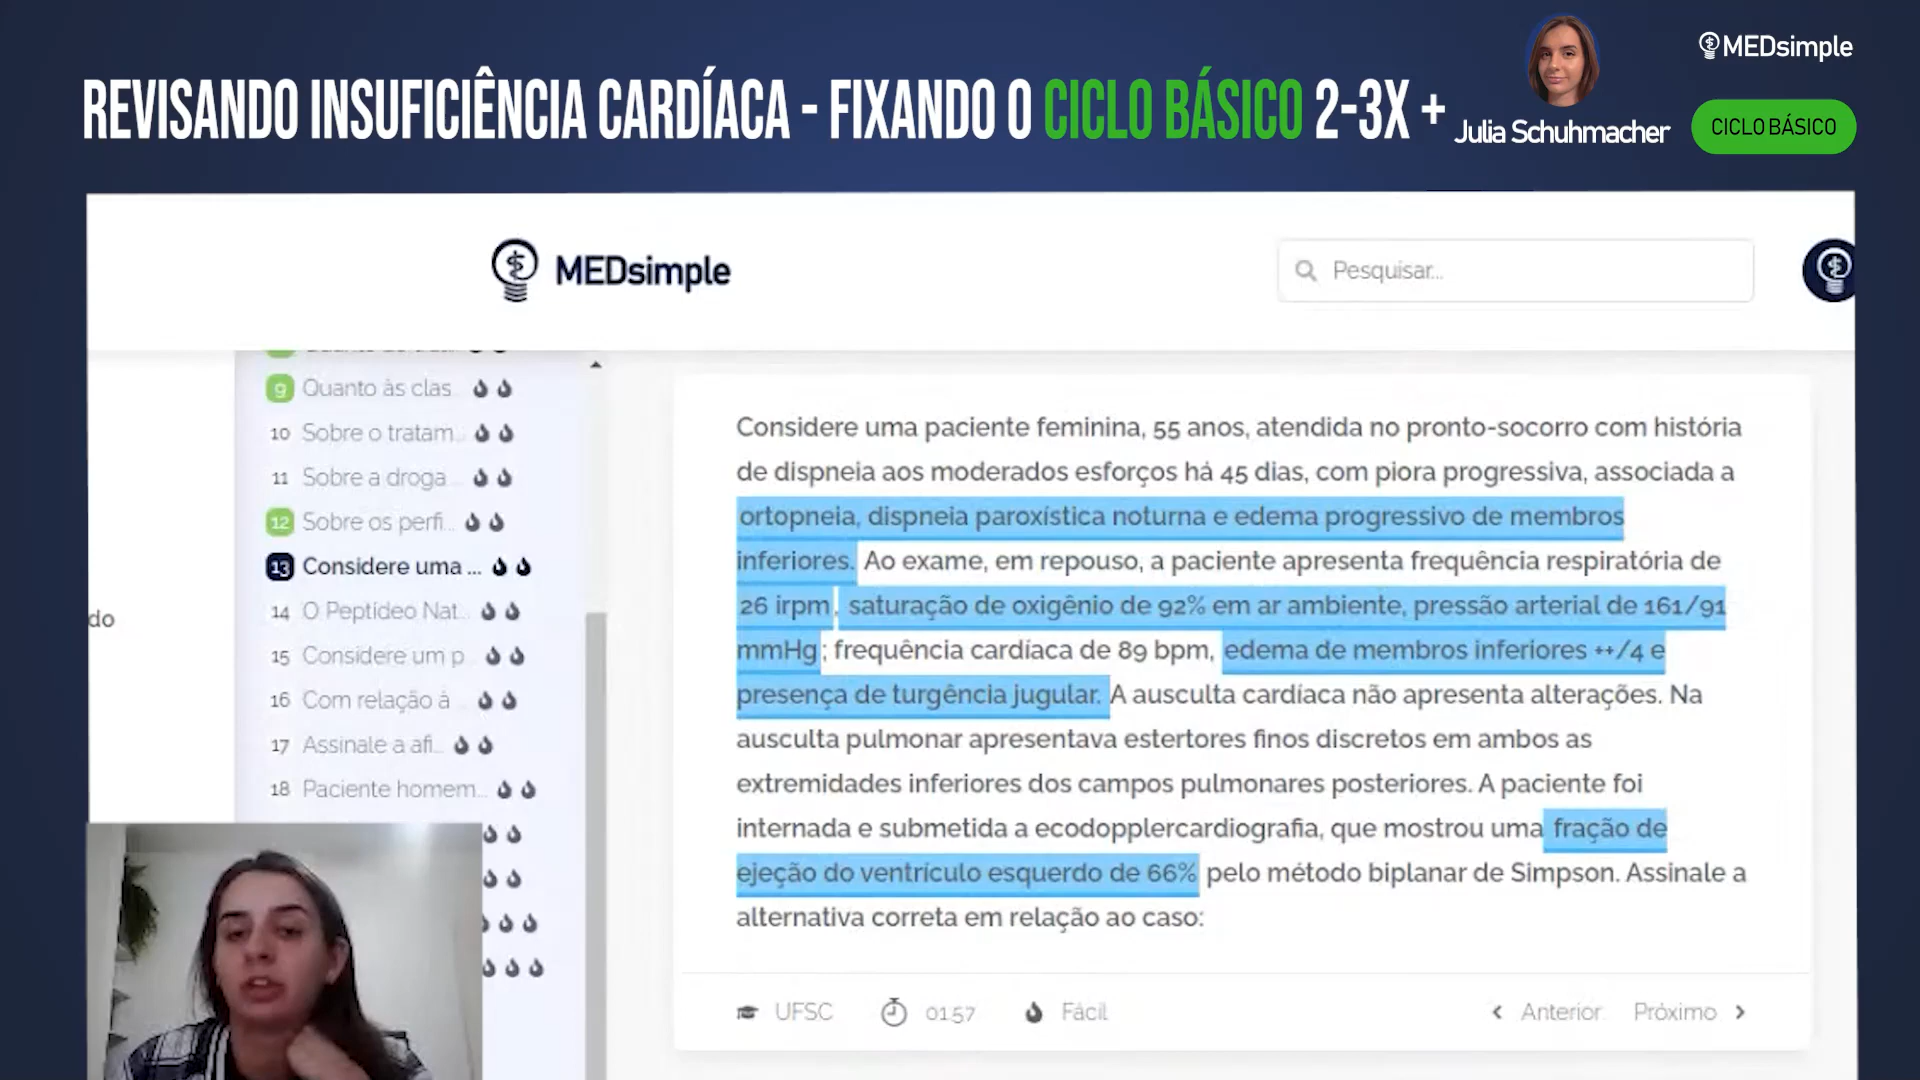 REVISANDO INSUFICIÊNCIA CARDÍACA - FIXANDO O CICLO BÁSICO 2-3X +
Julia Schuhmacher
MEDsimple
CICLO BÁSICO
MEDsimple
Pesquisar...
9 Quanto às clas...
10 Sobre o tratam...
11 Sobre a droga ...
12 Sobre os perfi...
13 Considere uma ...
14 O Peptídeo Nat...
15 Considere um p...
16 Com relação à ...
17 Assinale a afi...
18 Paciente homem...
do
Considere uma paciente feminina, 55 anos, atendida no pronto-socorro com história
de dispneia aos moderados esforços há 45 dias, com piora progressiva, associada a
ortopneia, dispneia paroxística noturna e edema progressivo de membros
inferiores. Ao exame, em repouso, a paciente apresenta frequência respiratória de
26 irpm, saturação de oxigênio de 92% em ar ambiente, pressão arterial de 161/91
mmHg; frequência cardíaca de 89 bpm, edema de membros inferiores ++/4 e
presença de turgência jugular. A ausculta cardíaca não apresenta alterações. Na
ausculta pulmonar apresentava estertores finos discretos em ambos as
extremidades inferiores dos campos pulmonares posteriores. A paciente foi
internada e submetida a ecodopplercardiografia, que mostrou uma fração de
ejeção do ventrículo esquerdo de 66% pelo método biplanar de Simpson. Assinale a
alternativa correta em relação ao caso:
UFSC
01:57
Fácil
Anterior
Próximo